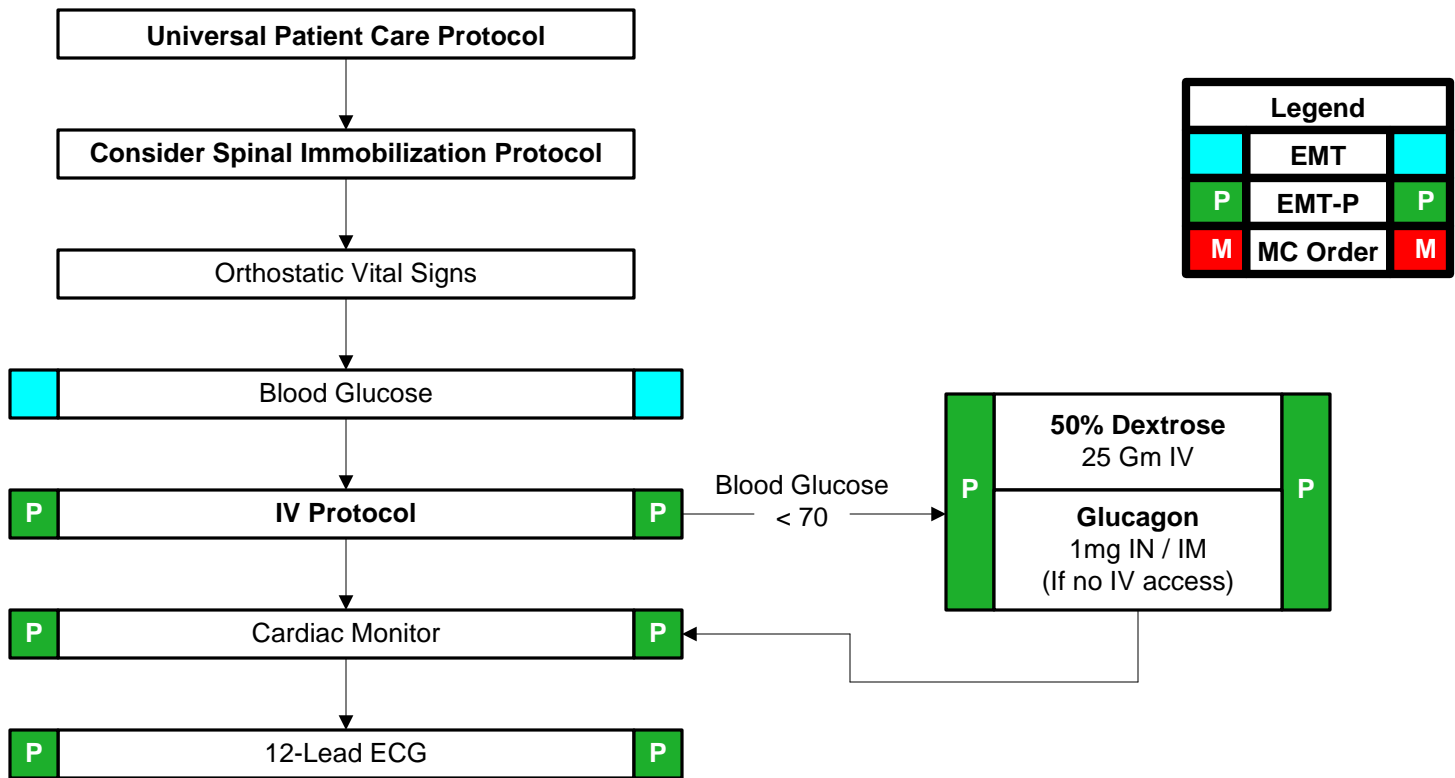 Universal Patient Care Protocol
Consider Spinal Immobilization Protocol
Orthostatic Vital Signs
Blood Glucose
P IV Protocol P
Blood Glucose
< 70
P P
50% Dextrose
25 Gm IV
Glucagon
1mg IN / IM
(If no IV access)
P Cardiac Monitor P
P 12-Lead ECG P
Legend
EMT
P EMT-P P
M MC Order M